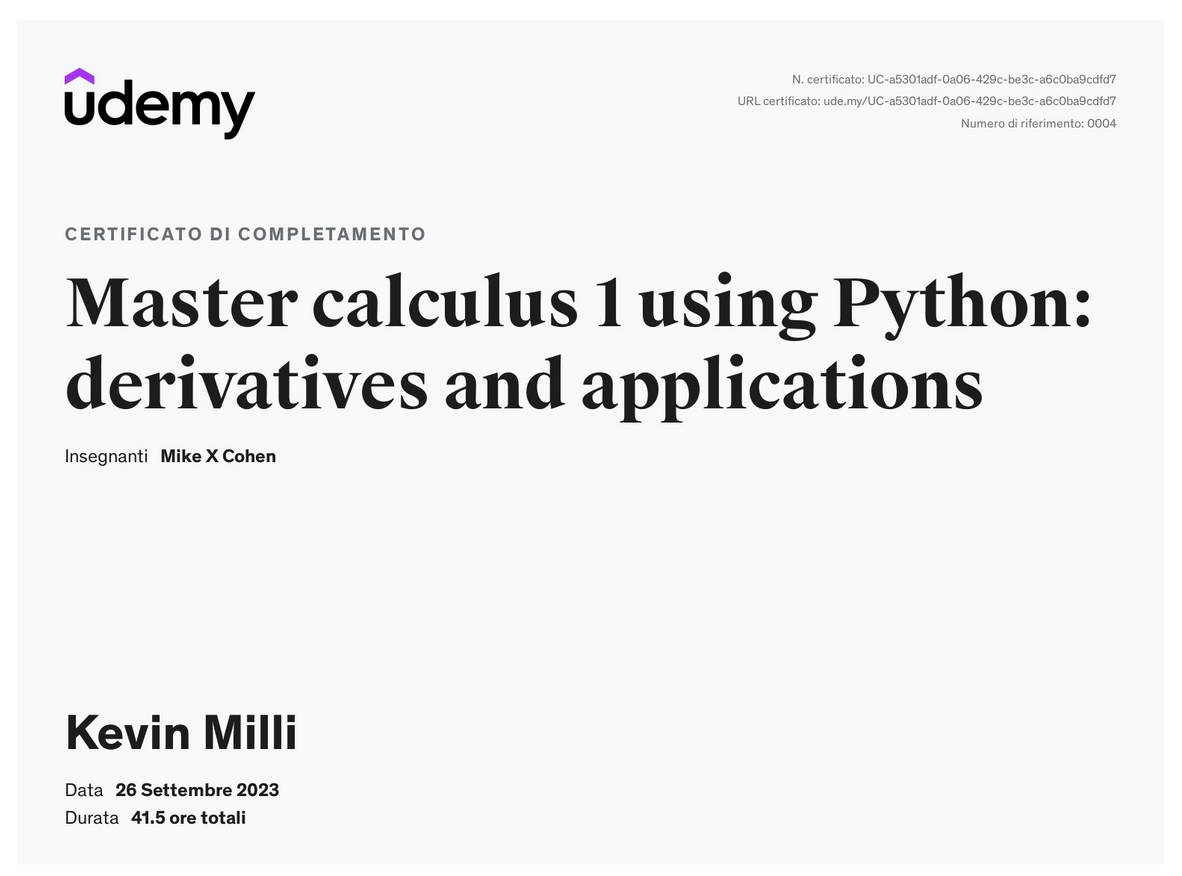 udemy
N. certificato: UC-a5301adf-0a06-429c-be3c-a6c0ba9cdfd7
URL certificato: ude.my/UC-a5301adf-0a06-429c-be3c-a6c0ba9cdfd7
Numero di riferimento: 0004
CERTIFICATO DI COMPLETAMENTO
Master calculus 1 using Python:
derivatives and applications
Insegnanti Mike X Cohen
Kevin Milli
Data 26 Settembre 2023
Durata 41.5 ore totali